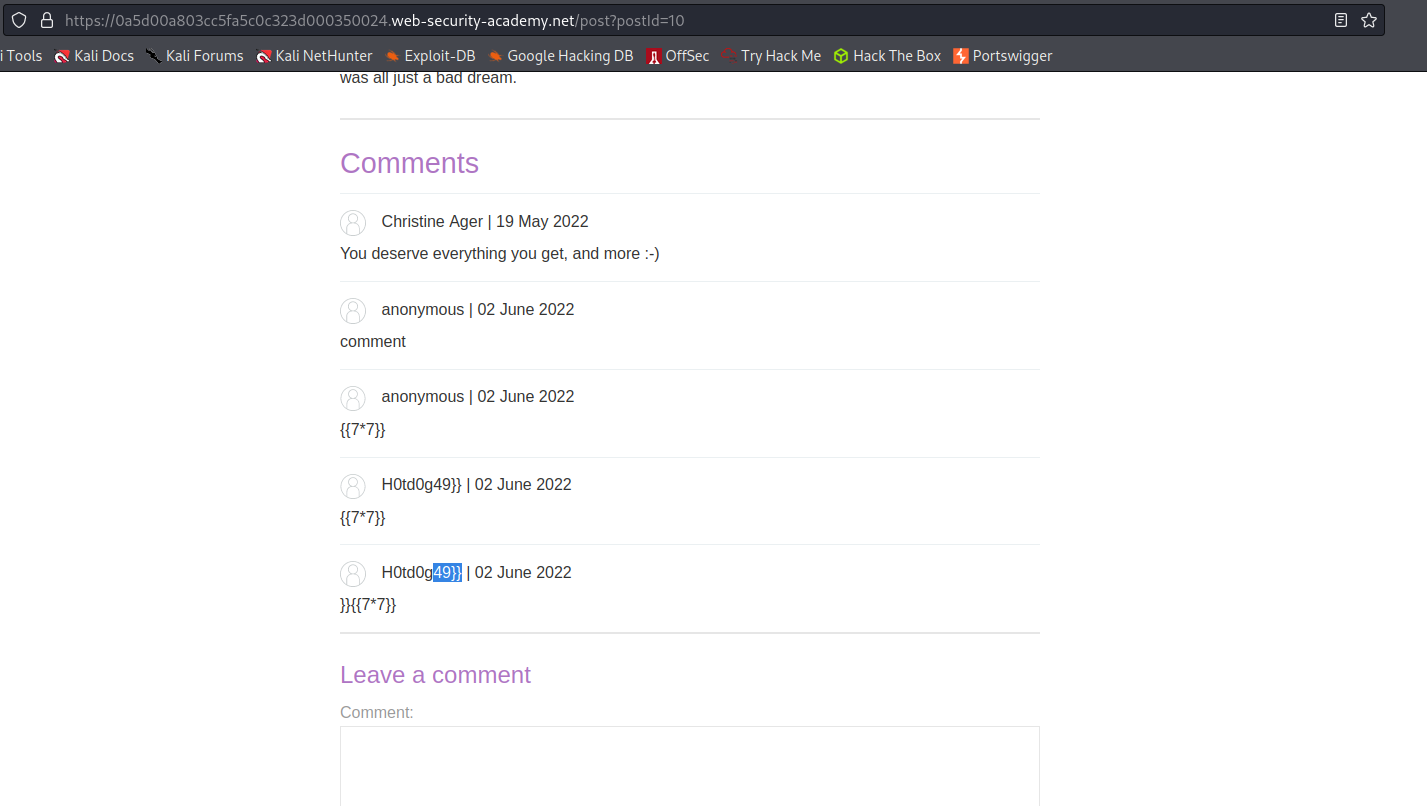 https://0a5d00a803cc5fa5c0c323d000350024.web-security-academy.net/post?postId=10
i Tools Kali Docs Kali Forums Kali NetHunter Exploit-DB Google Hacking DB OffSec Try Hack Me Hack The Box Portswigger
was all just a bad dream.
Comments
Christine Ager | 19 May 2022
You deserve everything you get, and more :-)
anonymous | 02 June 2022
comment
anonymous | 02 June 2022
{{7*7}}
H0td0g49}} | 02 June 2022
{{7*7}}
H0td0g49}} | 02 June 2022
}}{{7*7}}
Leave a comment
Comment: